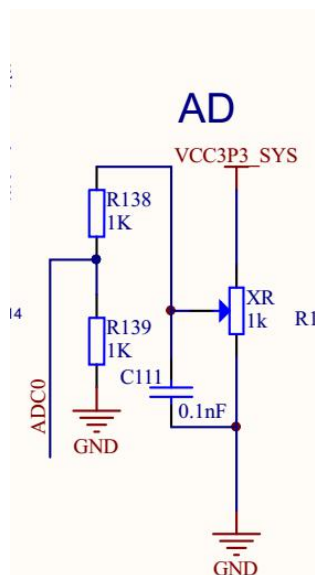 AD
VCC3P3_SYS
R138
1K
R139
1K
XR
1k
R1
14
C111
0.1nF
ADC0
GND
GND